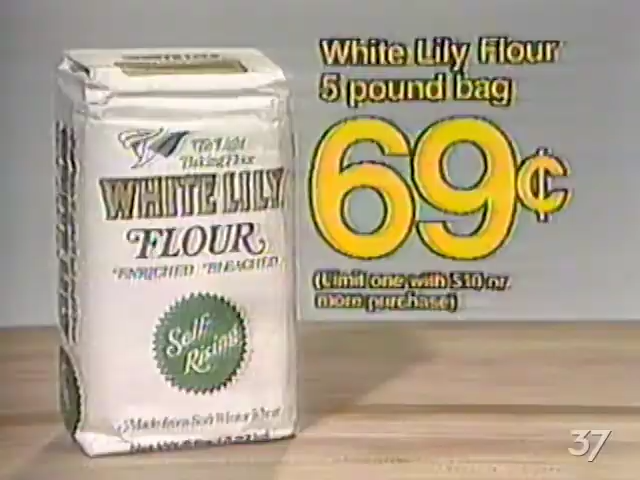 White Lily Flour
5 pound bag
69¢
(Limit one with $10 or
more purchase)
The Light
Baking Flour
WHITE LILY
FLOUR
ENRICHED BLEACHED
Self-
Rising
Made from Soft Winter Wheat
37